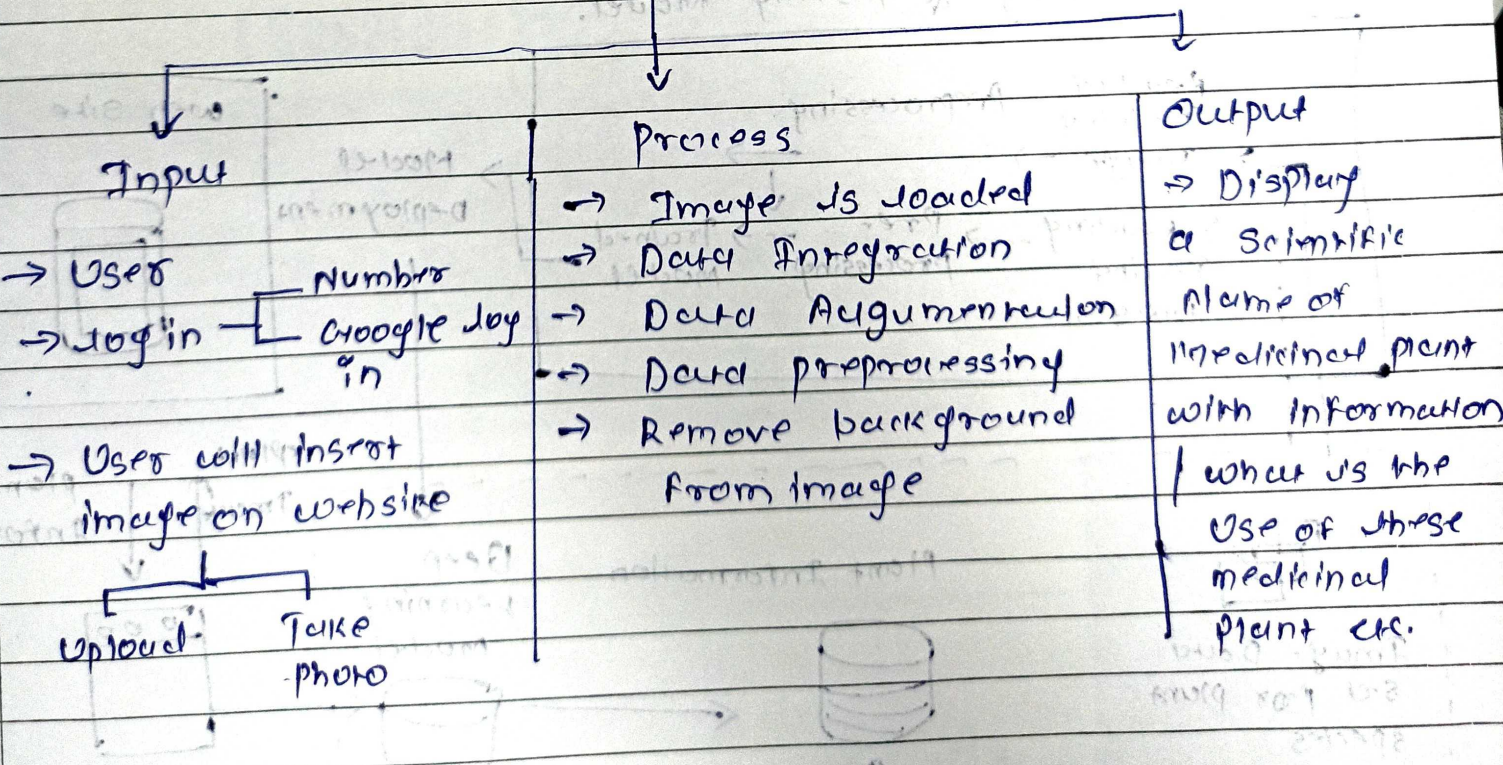 Input
→ User
→ login
Number
Google log
in
→ User will insert
image on website
Upload
Take
photo
Process
→ Image is loaded
→ Data Integration
→ Data Augumentation
→ Data preprocessing
→ Remove background
from image
Output
→ Display
a Scientific
Name of
Medicinal plant
with information
what is the
Use of these
medicinal
Plant etc.